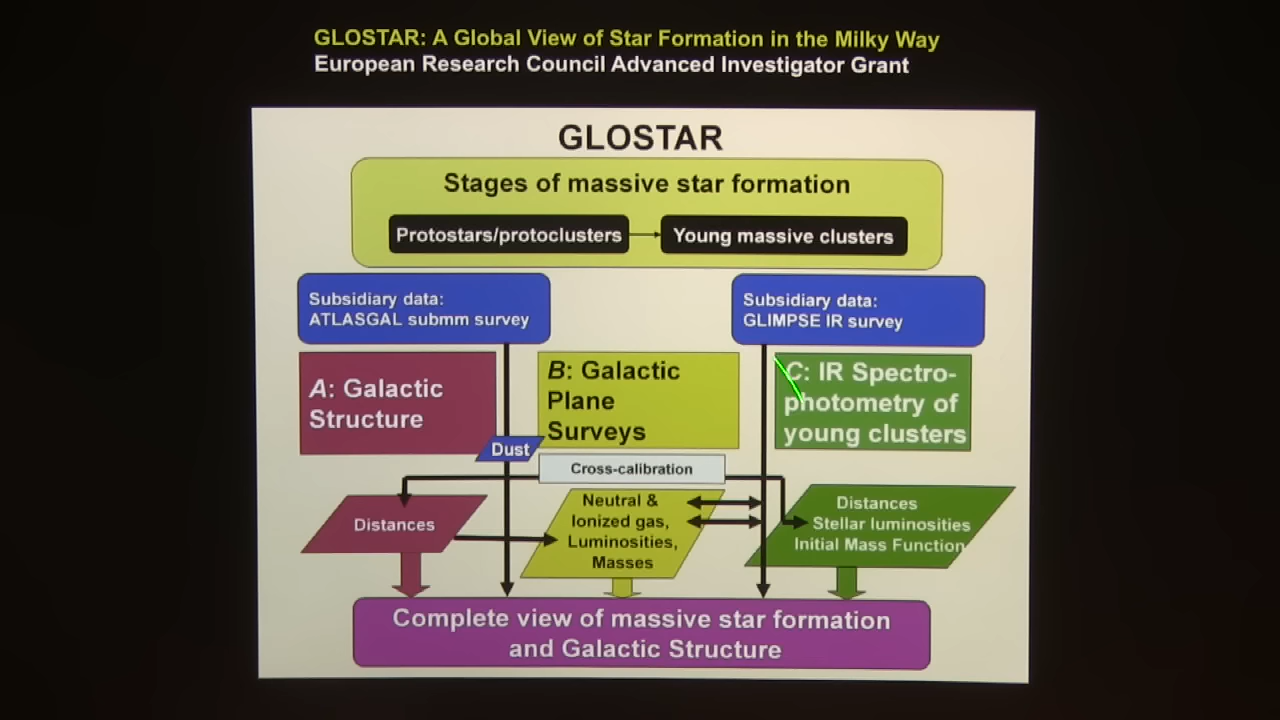 GLOSTAR: A Global View of Star Formation in the Milky Way
European Research Council Advanced Investigator Grant
GLOSTAR
Stages of massive star formation
Protostars/protoclusters
Young massive clusters
Subsidiary data:
ATLASGAL submm survey
Subsidiary data:
GLIMPSE IR survey
A: Galactic
Structure
B: Galactic
Plane
Surveys
C: IR Spectro-
photometry of
young clusters
Dust
Cross-calibration
Distances
Neutral &
Ionized gas,
Luminosities,
Masses
Distances
Stellar luminosities
Initial Mass Function
Complete view of massive star formation
and Galactic Structure